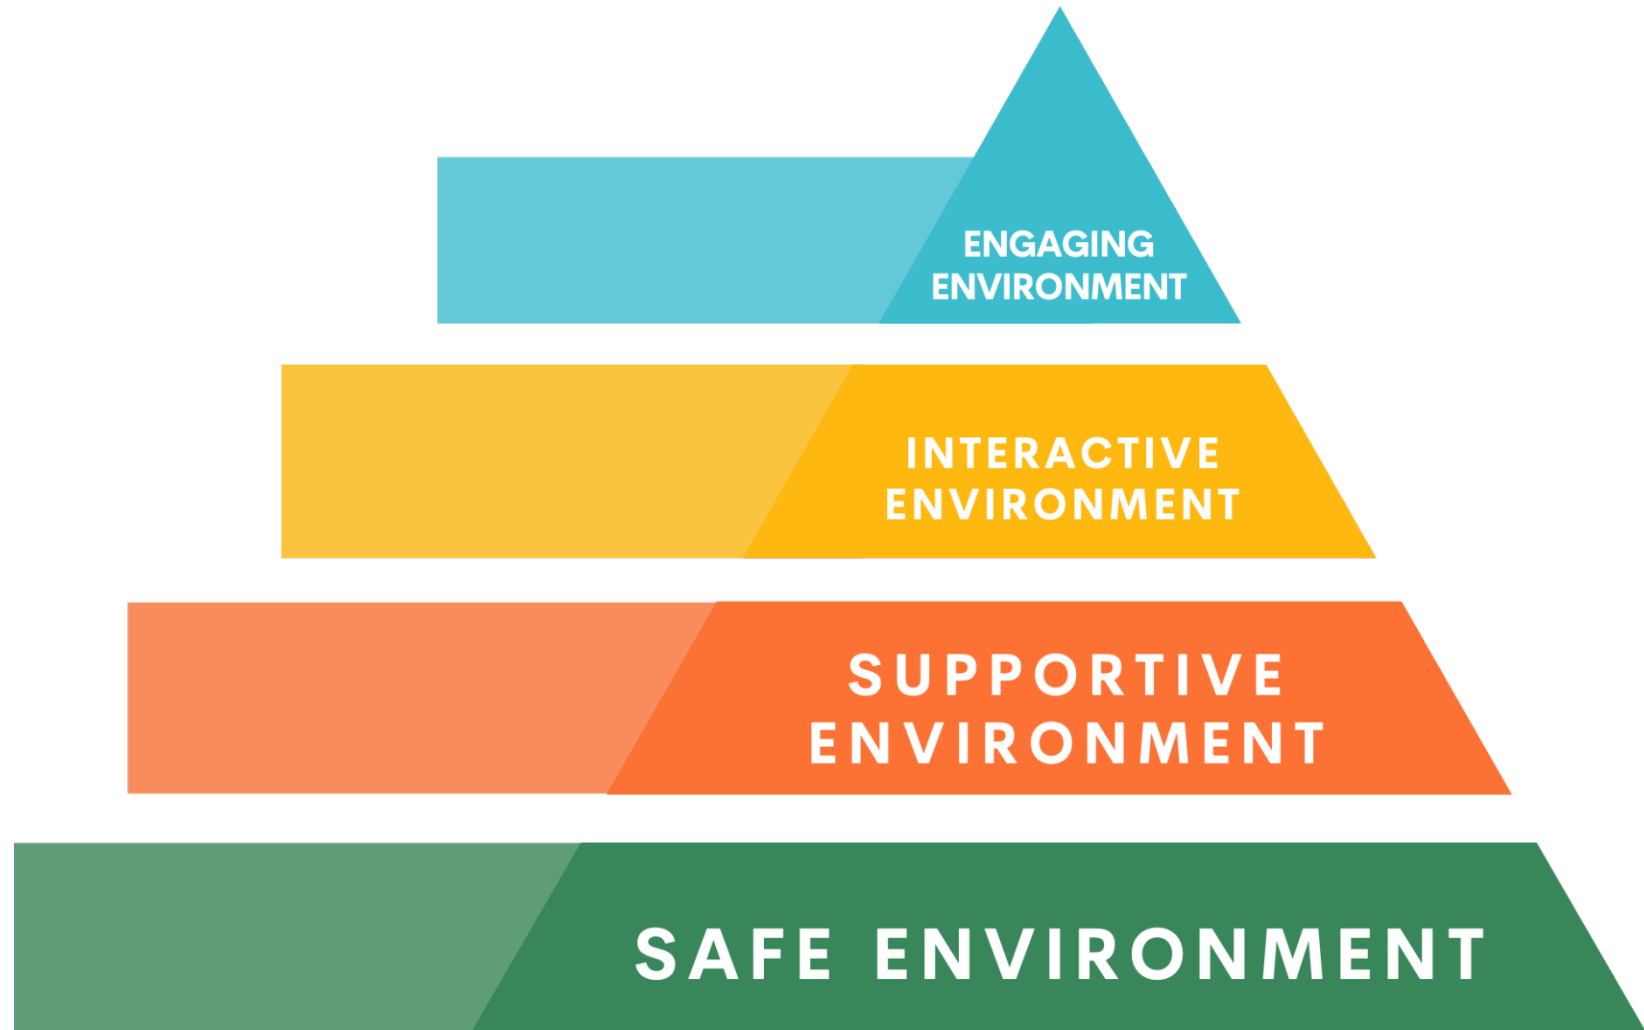 ENGAGING
ENVIRONMENT
INTERACTIVE
ENVIRONMENT
SUPPORTIVE
ENVIRONMENT
SAFE ENVIRONMENT